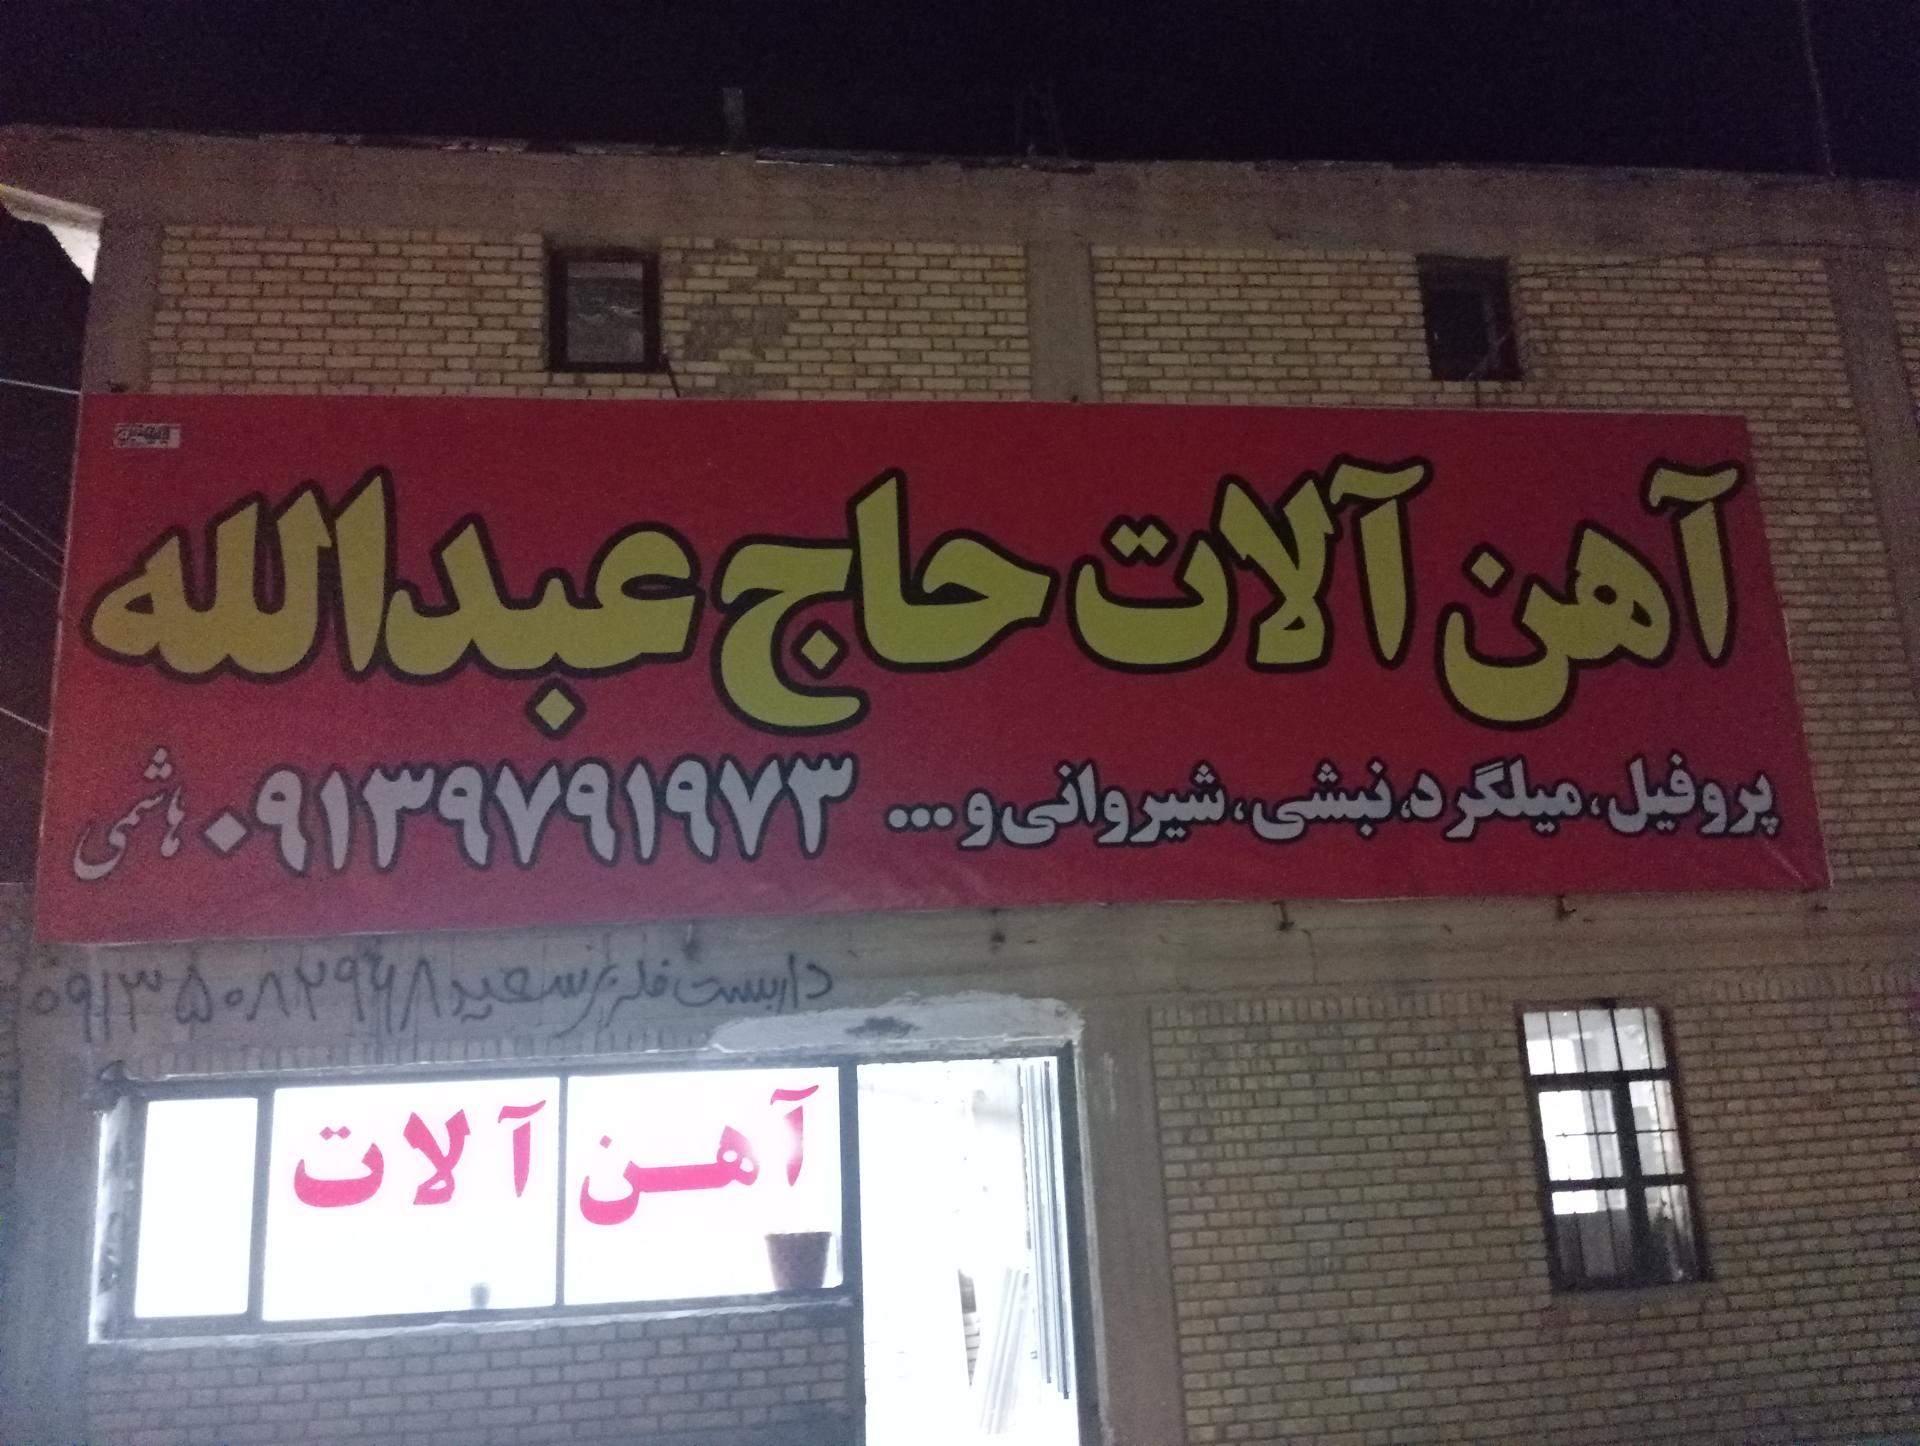 آهن آلات حاج عبدالله
پروفیل، میلگرد، نبشی، شیروانی و ... ۰۹۱۳۹۷۹۱۹۷۳ هاشمی
داربست فلزی سعید ۰۹۱۳۵۰۸۲۹۶۸
آهن آلات